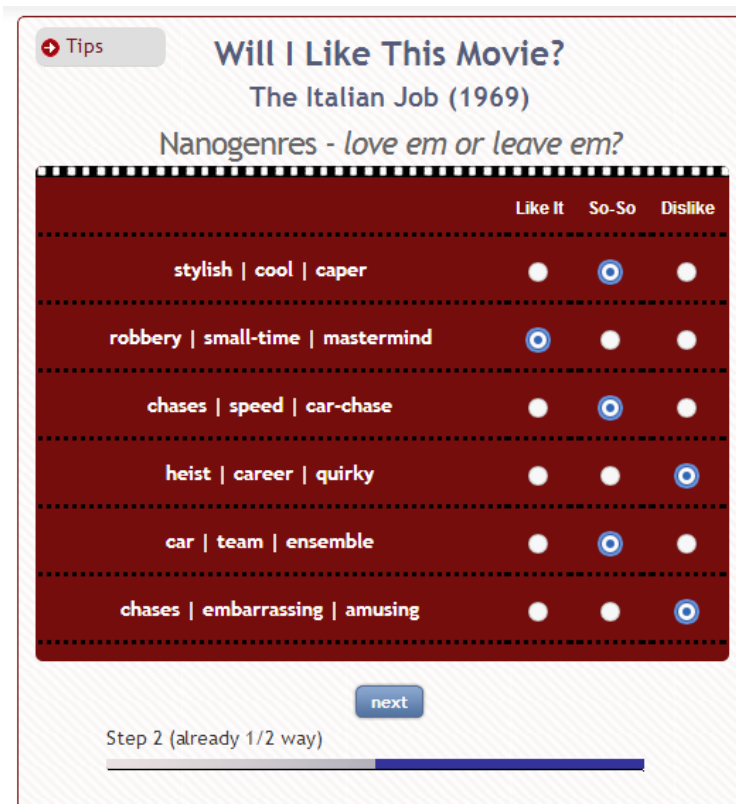 Tips
Will I Like This Movie?
The Italian Job (1969)
Nanogenres - love em or leave em?
Like It So-So Dislike
stylish | cool | caper
robbery | small-time | mastermind
chases | speed | car-chase
heist | career | quirky
car | team | ensemble
chases | embarrassing | amusing
next
Step 2 (already 1/2 way)